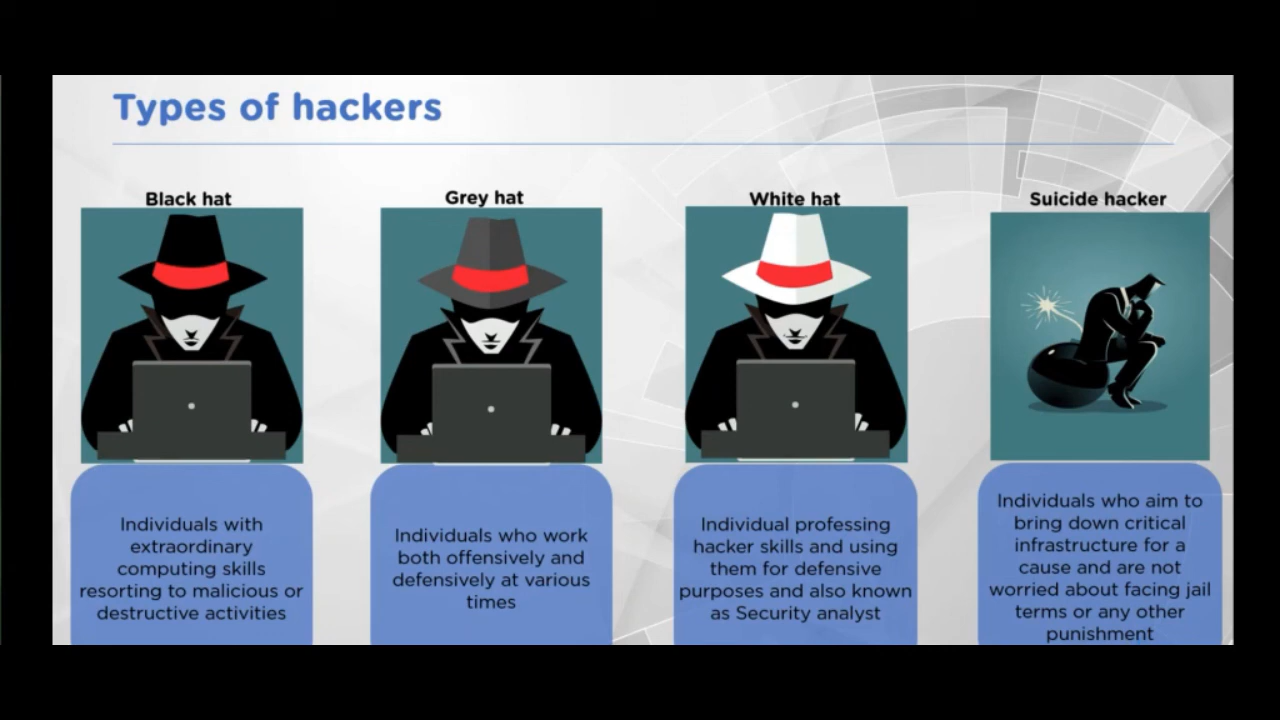 Types of hackers
Black hat
Grey hat
White hat
Suicide hacker
Individuals with
extraordinary
computing skills
resorting to malicious or
destructive activities
Individuals who work
both offensively and
defensively at various
times
Individual professing
hacker skills and using
them for defensive
purposes and also known
as Security analyst
Individuals who aim to
bring down critical
infrastructure for a
cause and are not
worried about facing jail
terms or any other
punishment